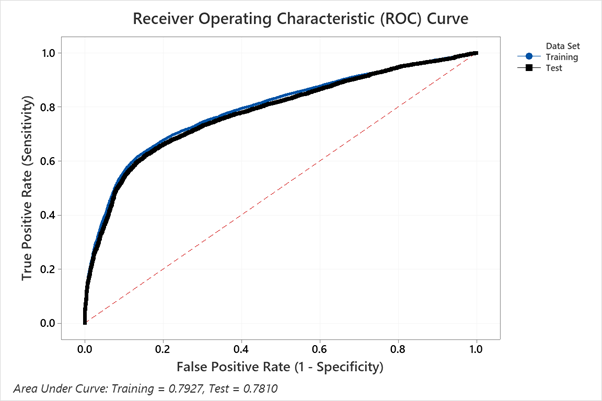 Receiver Operating Characteristic (ROC) Curve
Data Set
Training
Test
True Positive Rate (Sensitivity)
1.0
0.8
0.6
0.4
0.2
0.0
0.0 0.2 0.4 0.6 0.8 1.0
False Positive Rate (1 - Specificity)
Area Under Curve: Training = 0.7927, Test = 0.7810